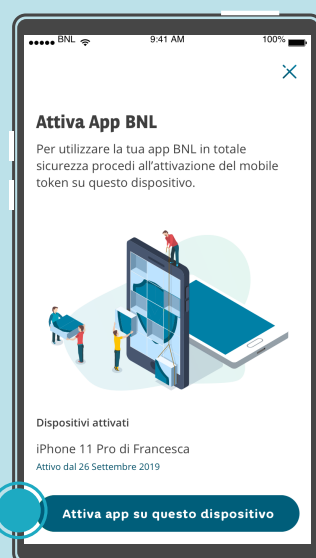 BNL 9:41 AM 100%
Attiva App BNL
Per utilizzare la tua app BNL in totale
sicurezza procedi all’attivazione del mobile
token su questo dispositivo.
Dispositivi attivati
iPhone 11 Pro di Francesca
Attivo dal 26 Settembre 2019
Attiva app su questo dispositivo